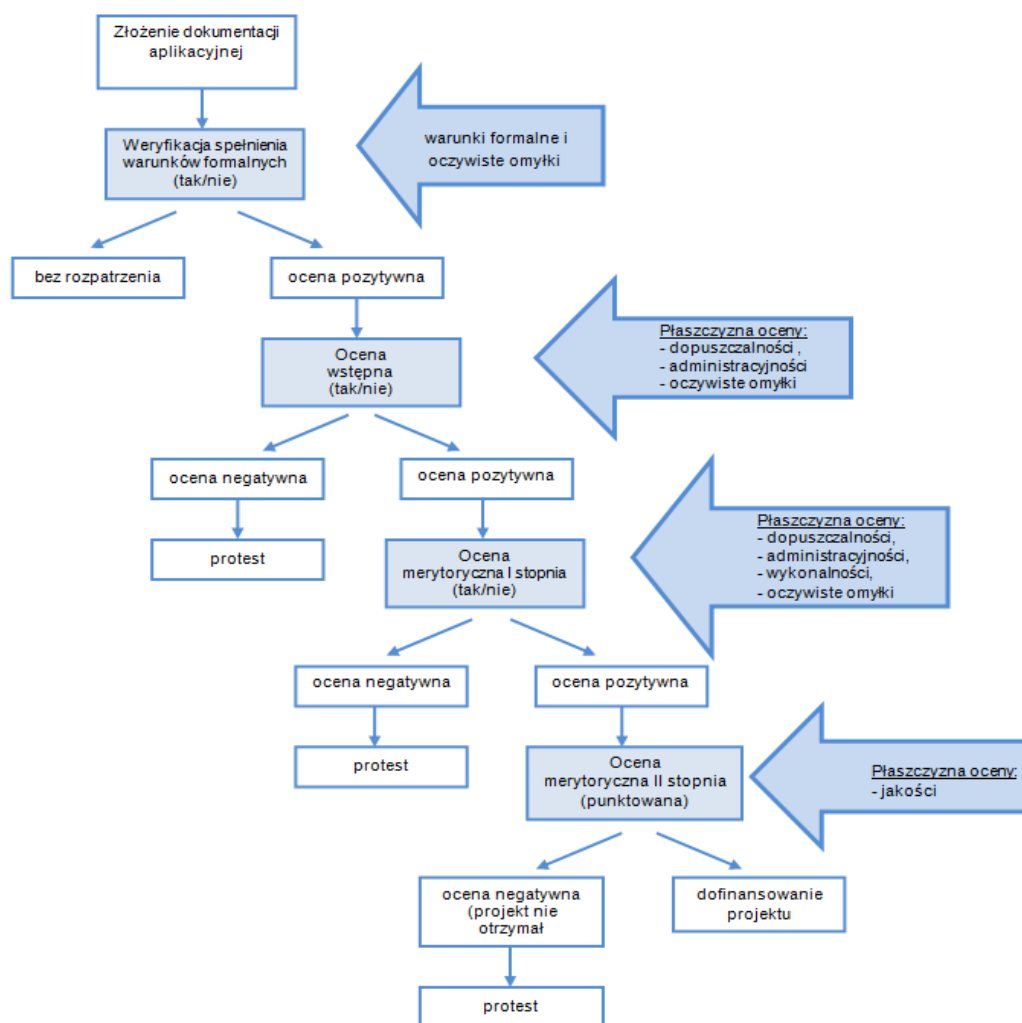 Złożenie dokumentacji
aplikacyjnej
Weryfikacja spełnienia
warunków formalnych
(tak/nie)
warunki formalne i
oczywiste omyłki
bez rozpatrzenia
ocena pozytywna
Ocena
wstępna
(tak/nie)
Płaszczyzna oceny:
- dopuszczalności ,
- administracyjności
- oczywiste omyłki
ocena negatywna
ocena pozytywna
protest
Ocena
merytoryczna I stopnia
(tak/nie)
Płaszczyzna oceny:
- dopuszczalności,
- administracyjności,
- wykonalności,
- oczywiste omyłki
ocena negatywna
ocena pozytywna
protest
Ocena
merytoryczna II stopnia
(punktowana)
Płaszczyzna oceny:
- jakości
ocena negatywna
(projekt nie
otrzymał
dofinansowanie
projektu
protest